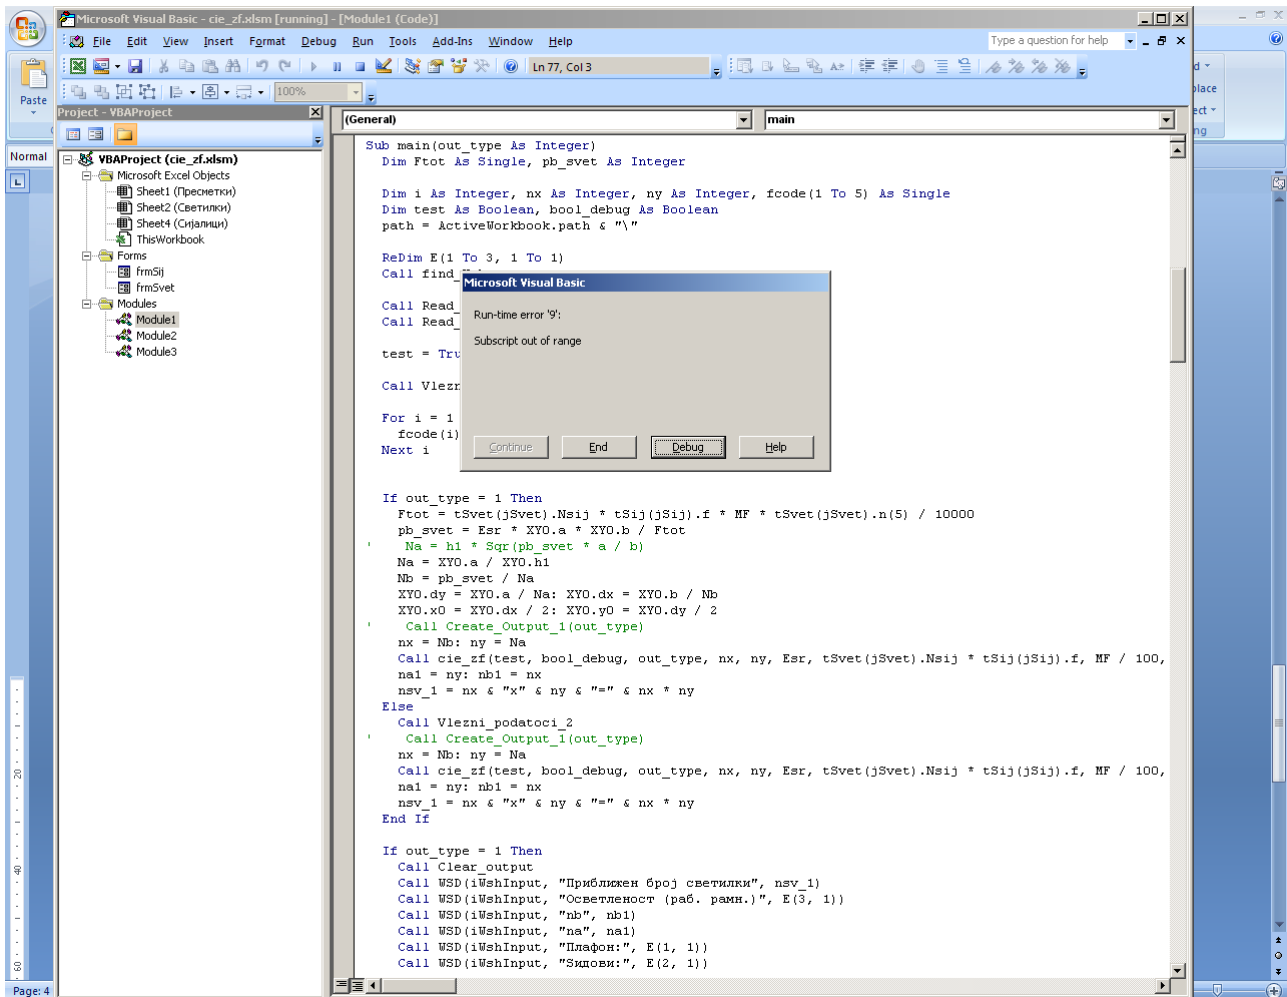 Microsoft Visual Basic - cie_zf.xlsm [running] - [Module1 (Code)]
File Edit View Insert Format Debug Run Tools Add-Ins Window Help
Type a question for help
Ln 77, Col 3
100%
Paste
Normal
Project - VBAProject
VBAProject (cie_zf.xlsm)
Microsoft Excel Objects
Sheet1 (Пресметки)
Sheet2 (Светилки)
Sheet4 (Сијалици)
ThisWorkbook
Forms
frmSij
frmSvet
Modules
Module1
Module2
Module3
(General)
main
Sub main(out_type As Integer)
Dim Ftot As Single, pb_svet As Integer
Dim i As Integer, nx As Integer, ny As Integer, fcode(1 To 5) As Single
Dim test As Boolean, bool_debug As Boolean
path = ActiveWorkbook.path & "\"
ReDim E(1 To 3, 1 To 1)
Call find_
Call Read_
Call Read_
test = Tru
Call Vlezn
For i = 1
fcode(i)
Next i
Microsoft Visual Basic
Run-time error '9':
Subscript out of range
Continue End Debug Help
If out_type = 1 Then
Ftot = tSvet(jSvet).Nsij * tSij(jSij).f * MF * tSvet(jSvet).n(5) / 10000
pb_svet = Esr * XYO.a * XYO.b / Ftot
' Na = h1 * Sqr(pb_svet * a / b)
Na = XYO.a / XYO.h1
Nb = pb_svet / Na
XYO.dy = XYO.a / Na: XYO.dx = XYO.b / Nb
XYO.x0 = XYO.dx / 2: XYO.y0 = XYO.dy / 2
' Call Create_Output_1(out_type)
nx = Nb: ny = Na
Call cie_zf(test, bool_debug, out_type, nx, ny, Esr, tSvet(jSvet).Nsij * tSij(jSij).f, MF / 100,
na1 = ny: nb1 = nx
nsv_1 = nx & "x" & ny & "=" & nx * ny
Else
Call Vlezni_podatoci_2
' Call Create_Output_1(out_type)
nx = Nb: ny = Na
Call cie_zf(test, bool_debug, out_type, nx, ny, Esr, tSvet(jSvet).Nsij * tSij(jSij).f, MF / 100,
na1 = ny: nb1 = nx
nsv_1 = nx & "x" & ny & "=" & nx * ny
End If
If out_type = 1 Then
Call Clear_output
Call WSD(iWshInput, "Приближен број светилки", nsv_1)
Call WSD(iWshInput, "Осветленост (раб. рамн.)", E(3, 1))
Call WSD(iWshInput, "nb", nb1)
Call WSD(iWshInput, "na", na1)
Call WSD(iWshInput, "Плафон:", E(1, 1))
Call WSD(iWshInput, "Ѕидови:", E(2, 1))
Page: 4